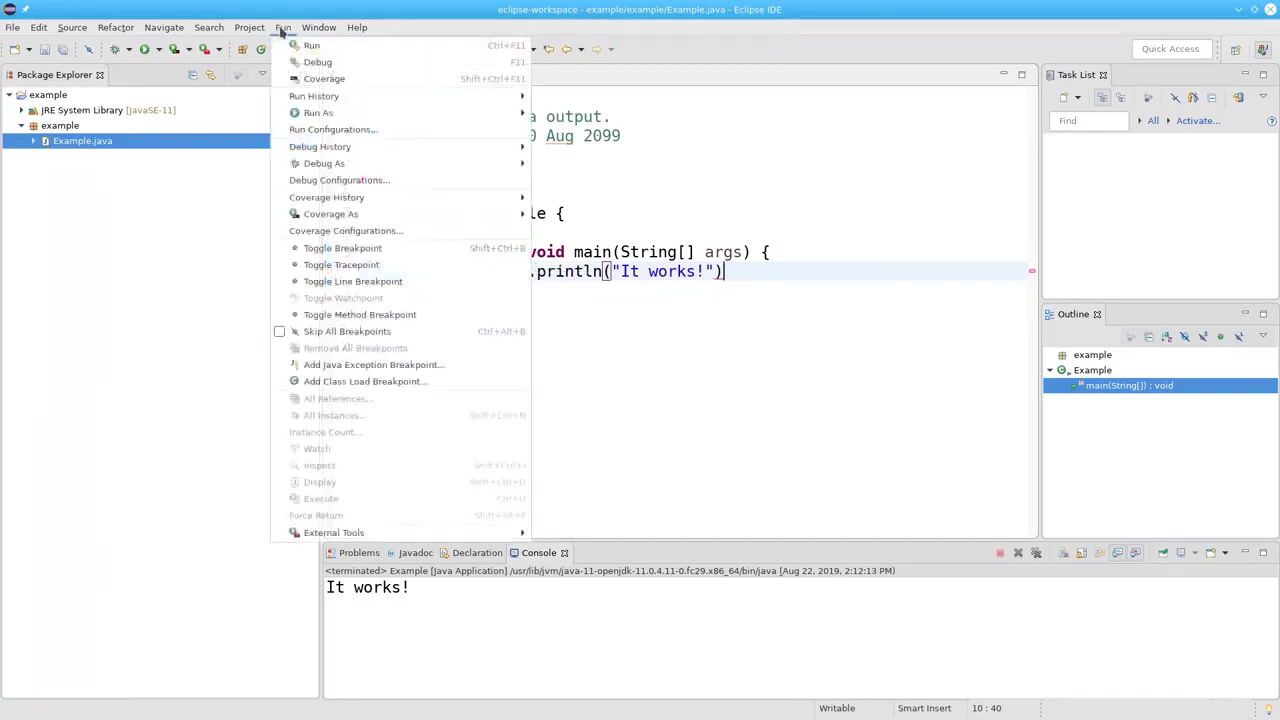 eclipse-workspace - example/example/Example.java - Eclipse IDE
File Edit Source Refactor Navigate Search Project Run Window Help
Quick Access
Package Explorer
example
JRE System Library [JavaSE-11]
example
Example.java
Run Ctrl+F11
Debug F11
Coverage Shift+Ctrl+F11
Run History
Run As
Run Configurations...
Debug History
Debug As
Debug Configurations...
Coverage History
Coverage As
Coverage Configurations...
Toggle Breakpoint Shift+Ctrl+B
Toggle Tracepoint
Toggle Line Breakpoint
Toggle Watchpoint
Toggle Method Breakpoint
Skip All Breakpoints Ctrl+Alt+B
Remove All Breakpoints
Add Java Exception Breakpoint...
Add Class Load Breakpoint...
All References...
All Instances... Shift+Ctrl+N
Instance Count...
Watch
Inspect Shift+Ctrl+I
Display Shift+Ctrl+D
Execute Ctrl+U
Force Return Shift+Alt+F
External Tools
output.
Aug 2099
{
void main(String[] args) {
.println("It works!")
Task List
Find All Activate...
Outline
example
Example
main(String[]) : void
Problems Javadoc Declaration Console
<terminated> Example [Java Application] /usr/lib/jvm/java-11-openjdk-11.0.4.11-0.fc29.x86_64/bin/java (Aug 22, 2019, 2:12:13 PM)
It works!
Writable Smart Insert 10 : 40